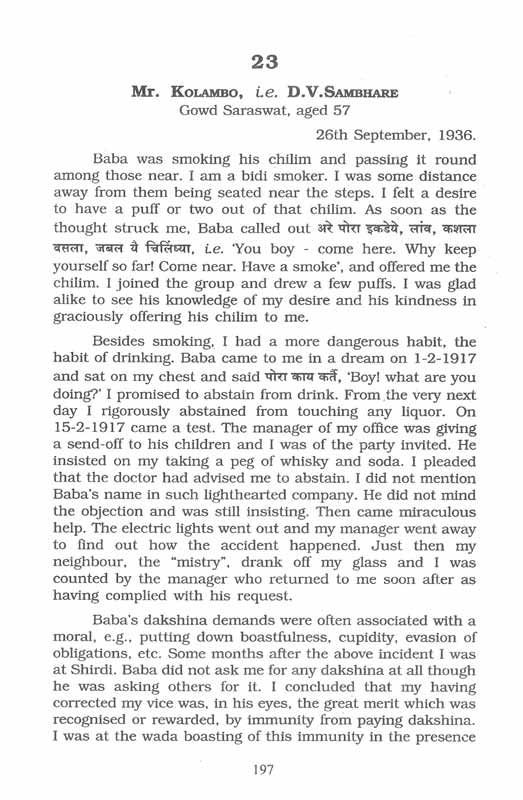 23
Mr. Kolambo, i.e. D.V.Sambhare
Gowd Saraswat, aged 57
26th September, 1936.
Baba was smoking his chilim and passing it round
among those near. I am a bidi smoker. I was some distance
away from them being seated near the steps. I felt a desire
to have a puff or two out of that chilim. As soon as the
thought struck me, Baba called out अरे पोरा इकडेये, लांब, कशला
बसला, जबल ये चिलिंघ्या, i.e. ‘You boy - come here. Why keep
yourself so far! Come near. Have a smoke’, and offered me the
chilim. I joined the group and drew a few puffs. I was glad
alike to see his knowledge of my desire and his kindness in
graciously offering his chilim to me.
Besides smoking, I had a more dangerous habit, the
habit of drinking. Baba came to me in a dream on 1-2-1917
and sat on my chest and said पोरा काय कर्ते, ‘Boy! what are you
doing?’ I promised to abstain from drink. From the very next
day I rigorously abstained from touching any liquor. On
15-2-1917 came a test. The manager of my office was giving
a send-off to his children and I was of the party invited. He
insisted on my taking a peg of whisky and soda. I pleaded
that the doctor had advised me to abstain. I did not mention
Baba's name in such lighthearted company. He did not mind
the objection and was still insisting. Then came miraculous
help. The electric lights went out and my manager went away
to find out how the accident happened. Just then my
neighbour, the “mistry”, drank off my glass and I was
counted by the manager who returned to me soon after as
having complied with his request.
Baba's dakshina demands were often associated with a
moral, e.g., putting down boastfulness, cupidity, evasion of
obligations, etc. Some months after the above incident I was
at Shirdi. Baba did not ask me for any dakshina at all though
he was asking others for it. I concluded that my having
corrected my vice was, in his eyes, the great merit which was
recognised or rewarded, by immunity from paying dakshina.
I was at the wada boasting of this immunity in the presence
197